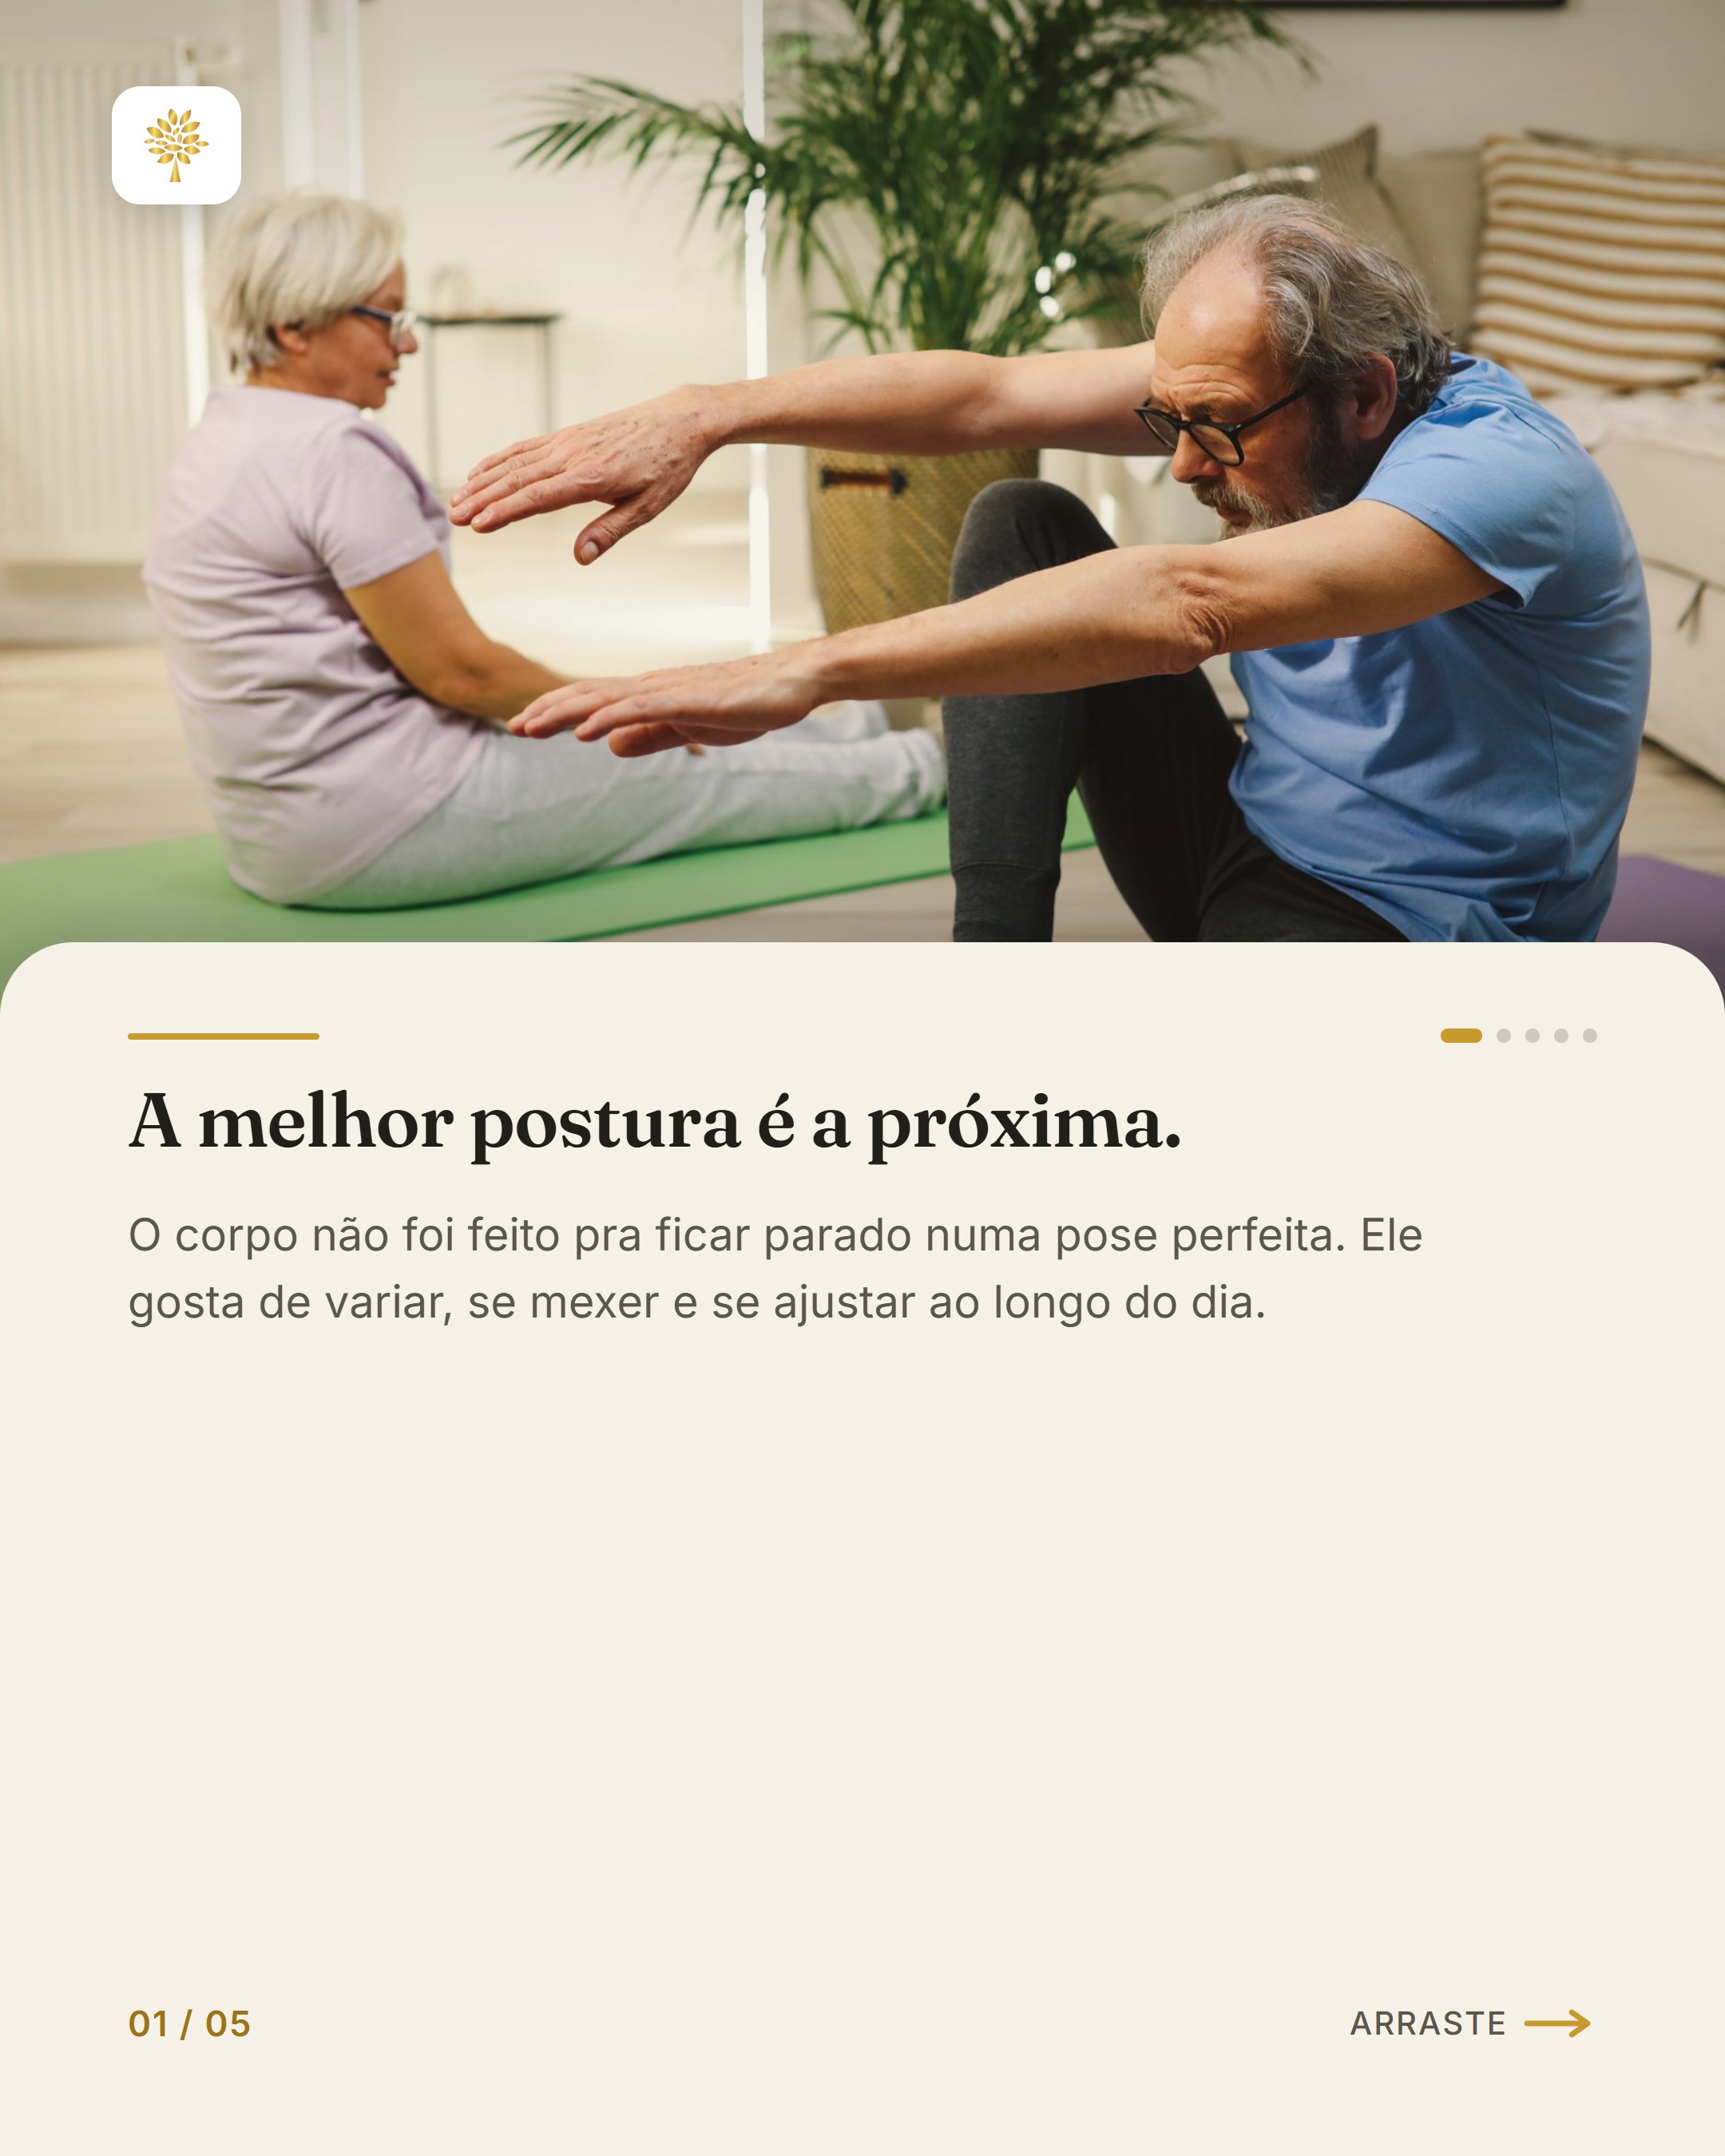 A melhor postura é a próxima.
O corpo não foi feito pra ficar parado numa pose perfeita. Ele
gosta de variar, se mexer e se ajustar ao longo do dia.
01 / 05
ARRASTE